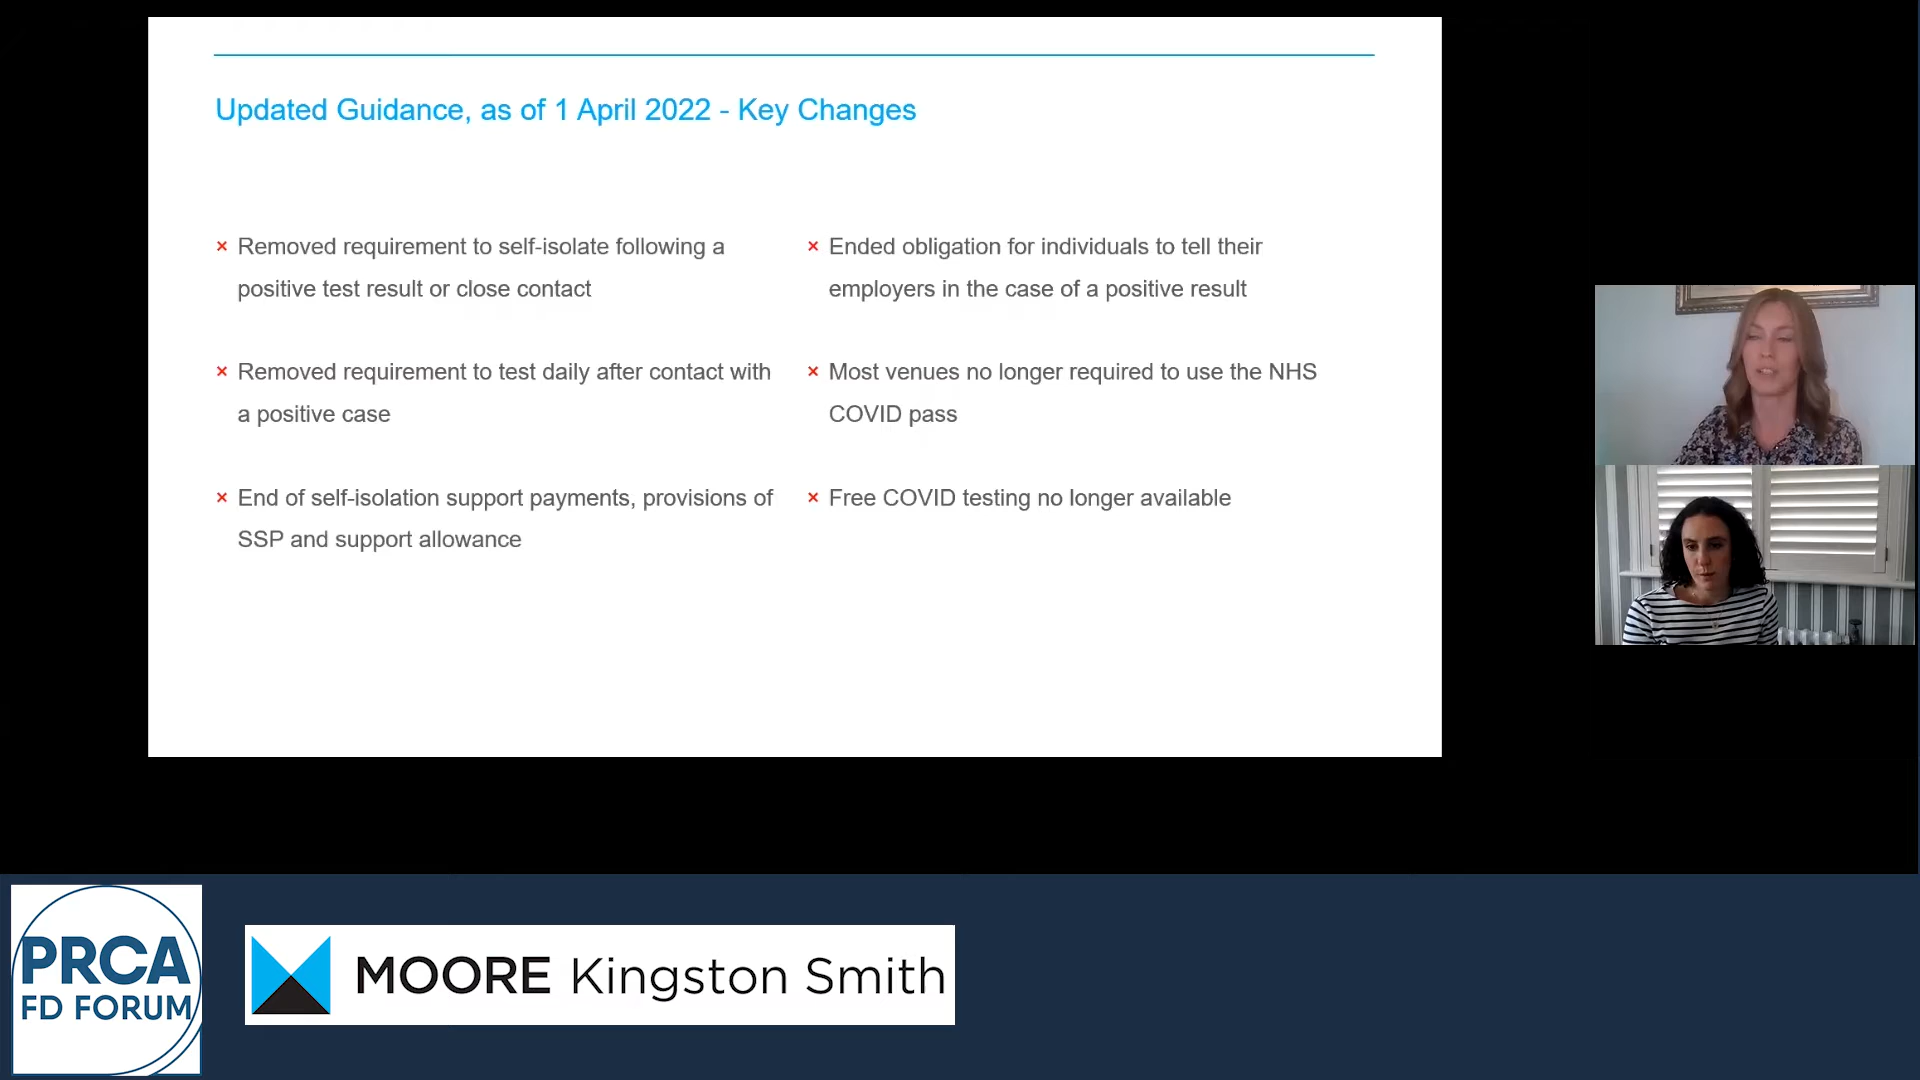 Updated Guidance, as of 1 April 2022 - Key Changes
× Removed requirement to self-isolate following a
positive test result or close contact
× Removed requirement to test daily after contact with
a positive case
× End of self-isolation support payments, provisions of
SSP and support allowance
× Ended obligation for individuals to tell their
employers in the case of a positive result
× Most venues no longer required to use the NHS
COVID pass
× Free COVID testing no longer available
PRCA
FD FORUM
MOORE Kingston Smith